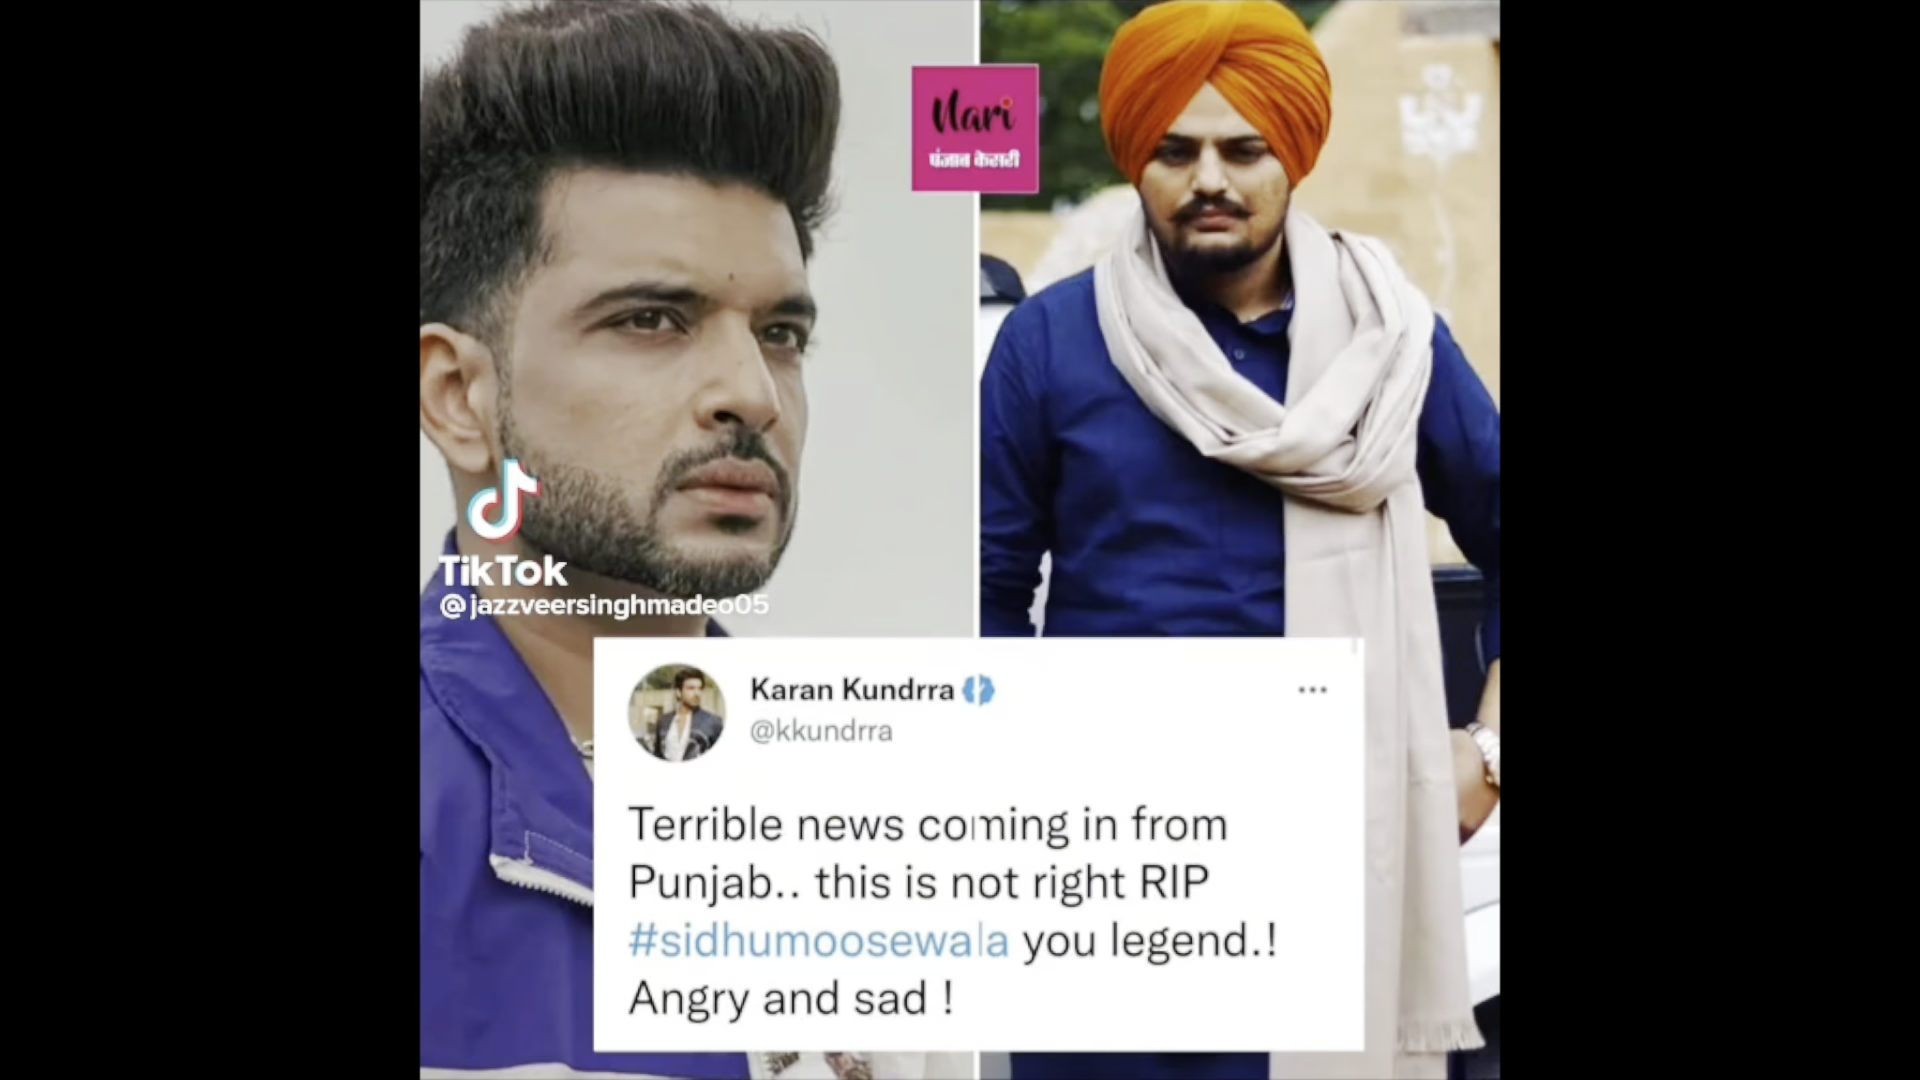 Nari
पंजाब केसरी
TikTok
@jazzveersinghmadeo05
Karan Kundrra
@kkundrra
Terrible news coming in from
Punjab.. this is not right RIP
#sidhumoosewala you legend.!
Angry and sad !